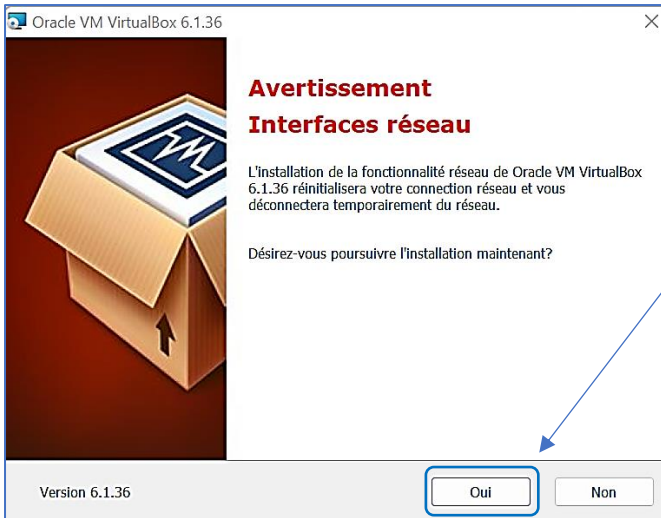 Oracle VM VirtualBox 6.1.36
Avertissement
Interfaces réseau
L'installation de la fonctionnalité réseau de Oracle VM VirtualBox
6.1.36 réinitialisera votre connection réseau et vous
déconnectera temporairement du réseau.
Désirez-vous poursuivre l'installation maintenant?
Version 6.1.36
Oui
Non